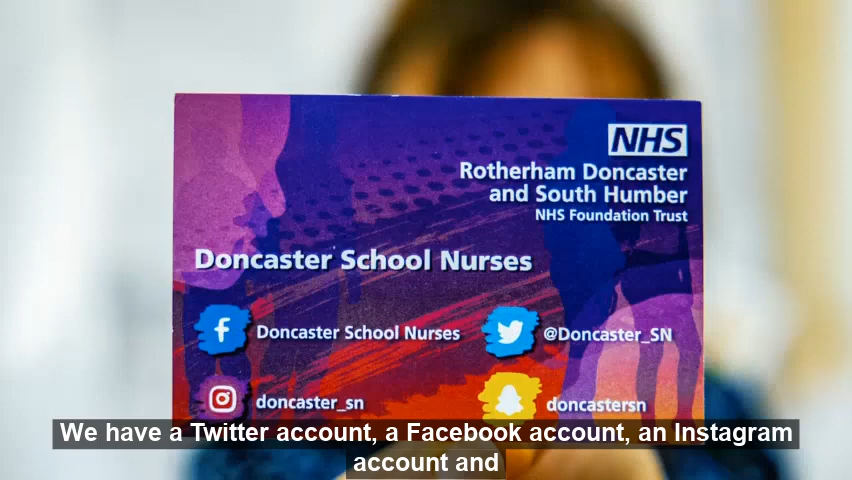 NHS
Rotherham Doncaster
and South Humber
NHS Foundation Trust
Doncaster School Nurses
Doncaster School Nurses
@Doncaster_SN
doncaster_sn
doncastersn
We have a Twitter account, a Facebook account, an Instagram
account and